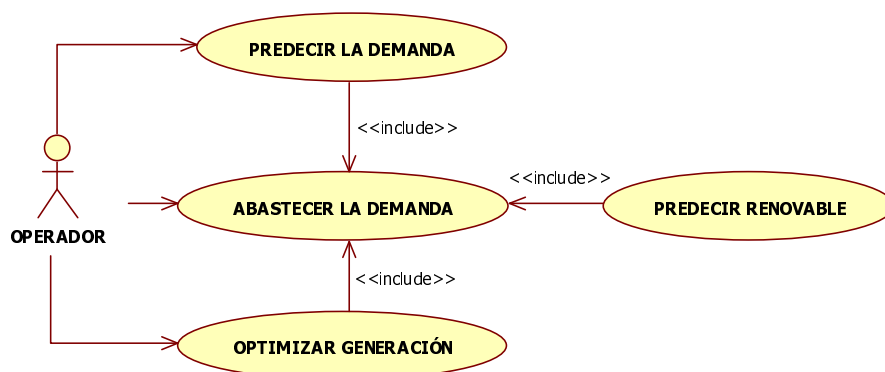 PREDECIR LA DEMANDA
<<include>>
<<include>>
ABASTECER LA DEMANDA
PREDECIR RENOVABLE
OPERADOR
<<include>>
OPTIMIZAR GENERACIÓN